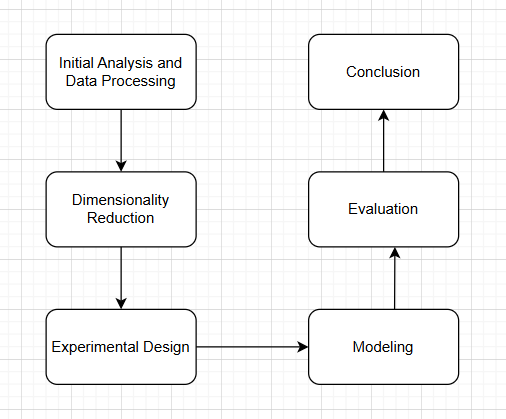 Initial Analysis and
Data Processing
Dimensionality
Reduction
Experimental Design
Modeling
Evaluation
Conclusion